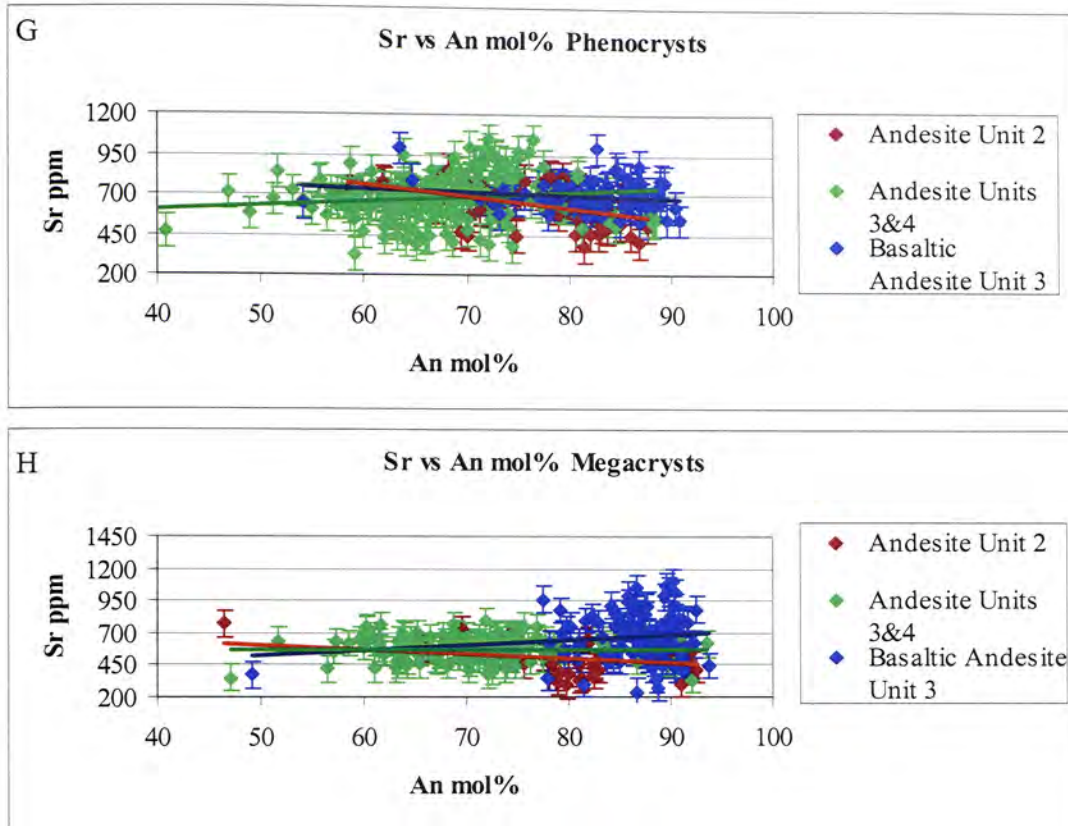 G
Sr vs An mol% Phenocrysts
1200
950
700
450
200
Sr ppm
40 50 60 70 80 90 100
An mol%
Andesite Unit 2
Andesite Units
3&4
Basaltic
Andesite Unit 3
H
Sr vs An mol% Megacrysts
1450
1200
950
700
450
200
Sr ppm
40 50 60 70 80 90 100
An mol%
Andesite Unit 2
Andesite Units
3&4
Basaltic Andesite
Unit 3